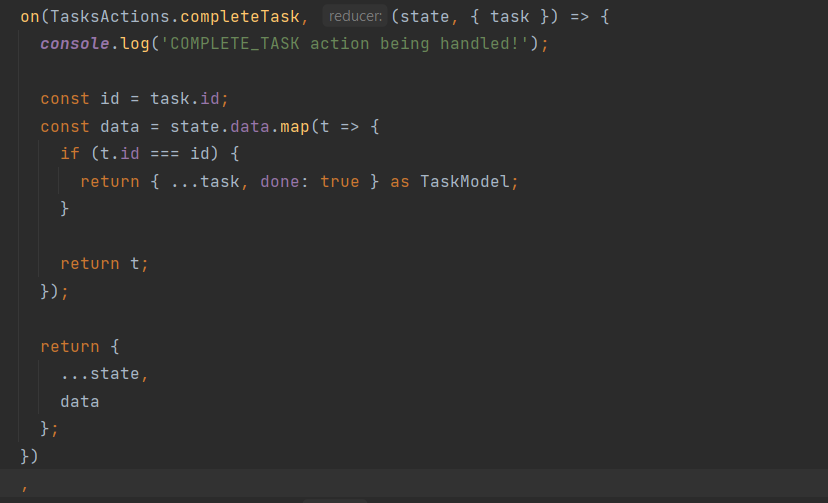 on(TasksActions.completeTask, reducer: (state, { task }) => {
  console.log('COMPLETE_TASK action being handled!');

  const id = task.id;
  const data = state.data.map(t => {
    if (t.id === id) {
      return { ...task, done: true } as TaskModel;
    }

    return t;
  });

  return {
    ...state,
    data
  };
})
,